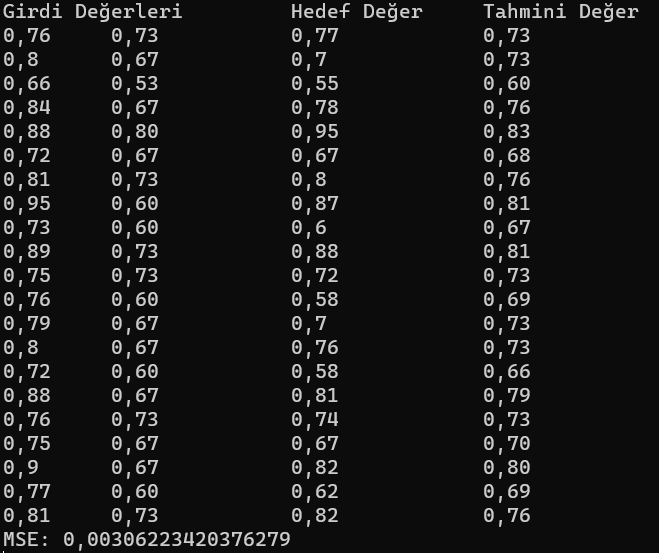 Girdi Değerleri Hedef Değer Tahmini Değer
0,76 0,73 0,77 0,73
0,8 0,67 0,7 0,73
0,66 0,53 0,55 0,60
0,84 0,67 0,78 0,76
0,88 0,80 0,95 0,83
0,72 0,67 0,67 0,68
0,81 0,73 0,8 0,76
0,95 0,60 0,87 0,81
0,73 0,60 0,6 0,67
0,89 0,73 0,88 0,81
0,75 0,73 0,72 0,73
0,76 0,60 0,58 0,69
0,79 0,67 0,7 0,73
0,8 0,67 0,76 0,73
0,72 0,60 0,58 0,66
0,88 0,67 0,81 0,79
0,76 0,73 0,74 0,73
0,75 0,67 0,67 0,70
0,9 0,67 0,82 0,80
0,77 0,60 0,62 0,69
0,81 0,73 0,82 0,76
MSE: 0,003062234203​76279